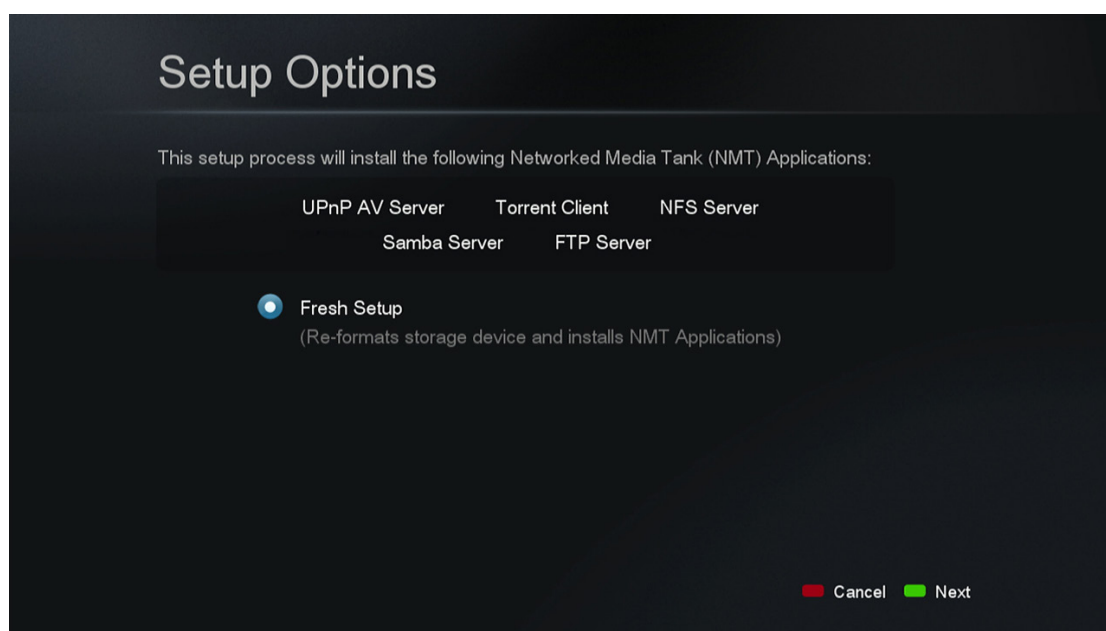 Setup Options
This setup process will install the following Networked Media Tank (NMT) Applications:
UPnP AV Server Torrent Client NFS Server
Samba Server FTP Server
Fresh Setup
(Re-formats storage device and installs NMT Applications)
Cancel Next